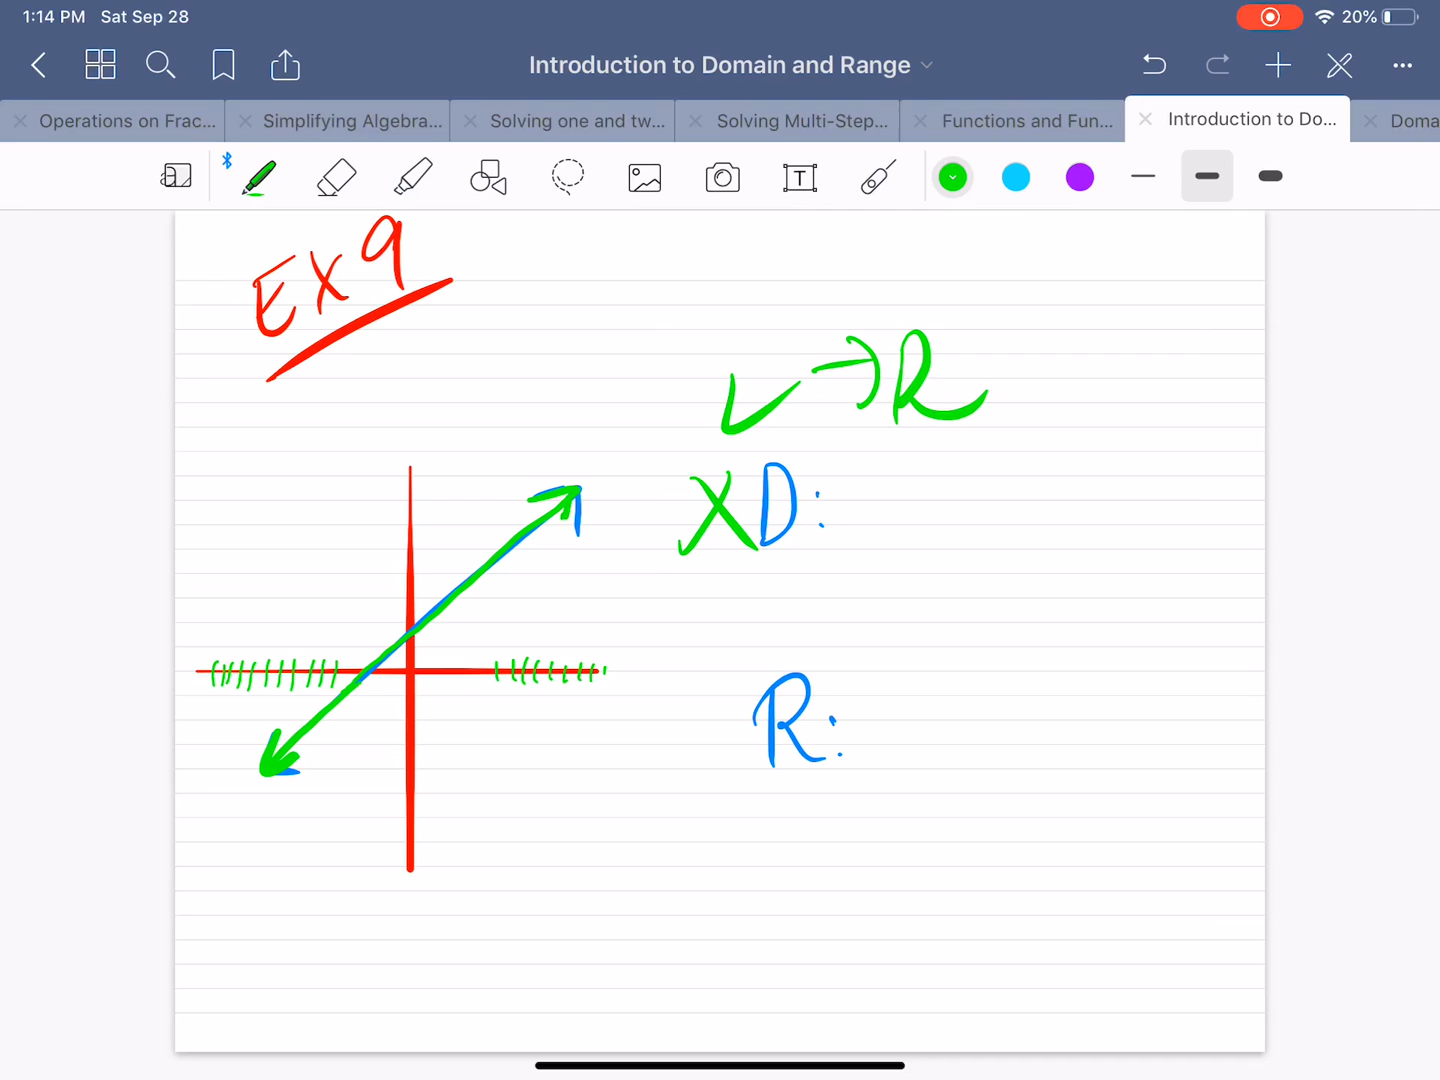 1:14 PM Sat Sep 28
20%
Introduction to Domain and Range
Operations on Frac...
Simplifying Algebra...
Solving one and tw...
Solving Multi-Step...
Functions and Fun...
Introduction to Do...
Doma
a
T
Ex 9
L → R
X D:
R: